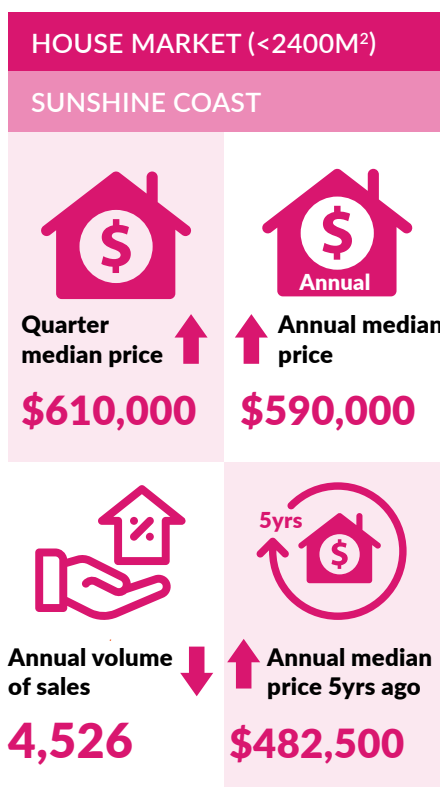 HOUSE MARKET (<2400M²)
SUNSHINE COAST
$
$
Annual
Quarter
median price
Annual median
price
$610,000
$590,000
%
5yrs
$
Annual volume
of sales
Annual median
price 5yrs ago
4,526
$482,500